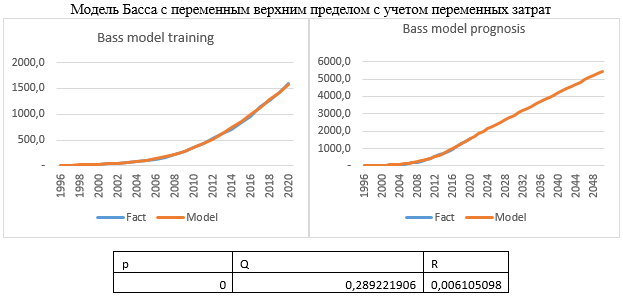 Модель Басса с переменным верхним пределом с учетом переменных затрат
Bass model training
2000,0
1500,0
1000,0
500,0
-
1996 1998 2000 2002 2004 2006 2008 2010 2012 2014 2016 2018 2020
Fact Model
Bass model prognosis
6000,0
5000,0
4000,0
3000,0
2000,0
1000,0
-
1996 2000 2004 2008 2012 2016 2020 2024 2028 2032 2036 2040 2044 2048
Fact Model
p Q R
0 0,289221906 0,006105098